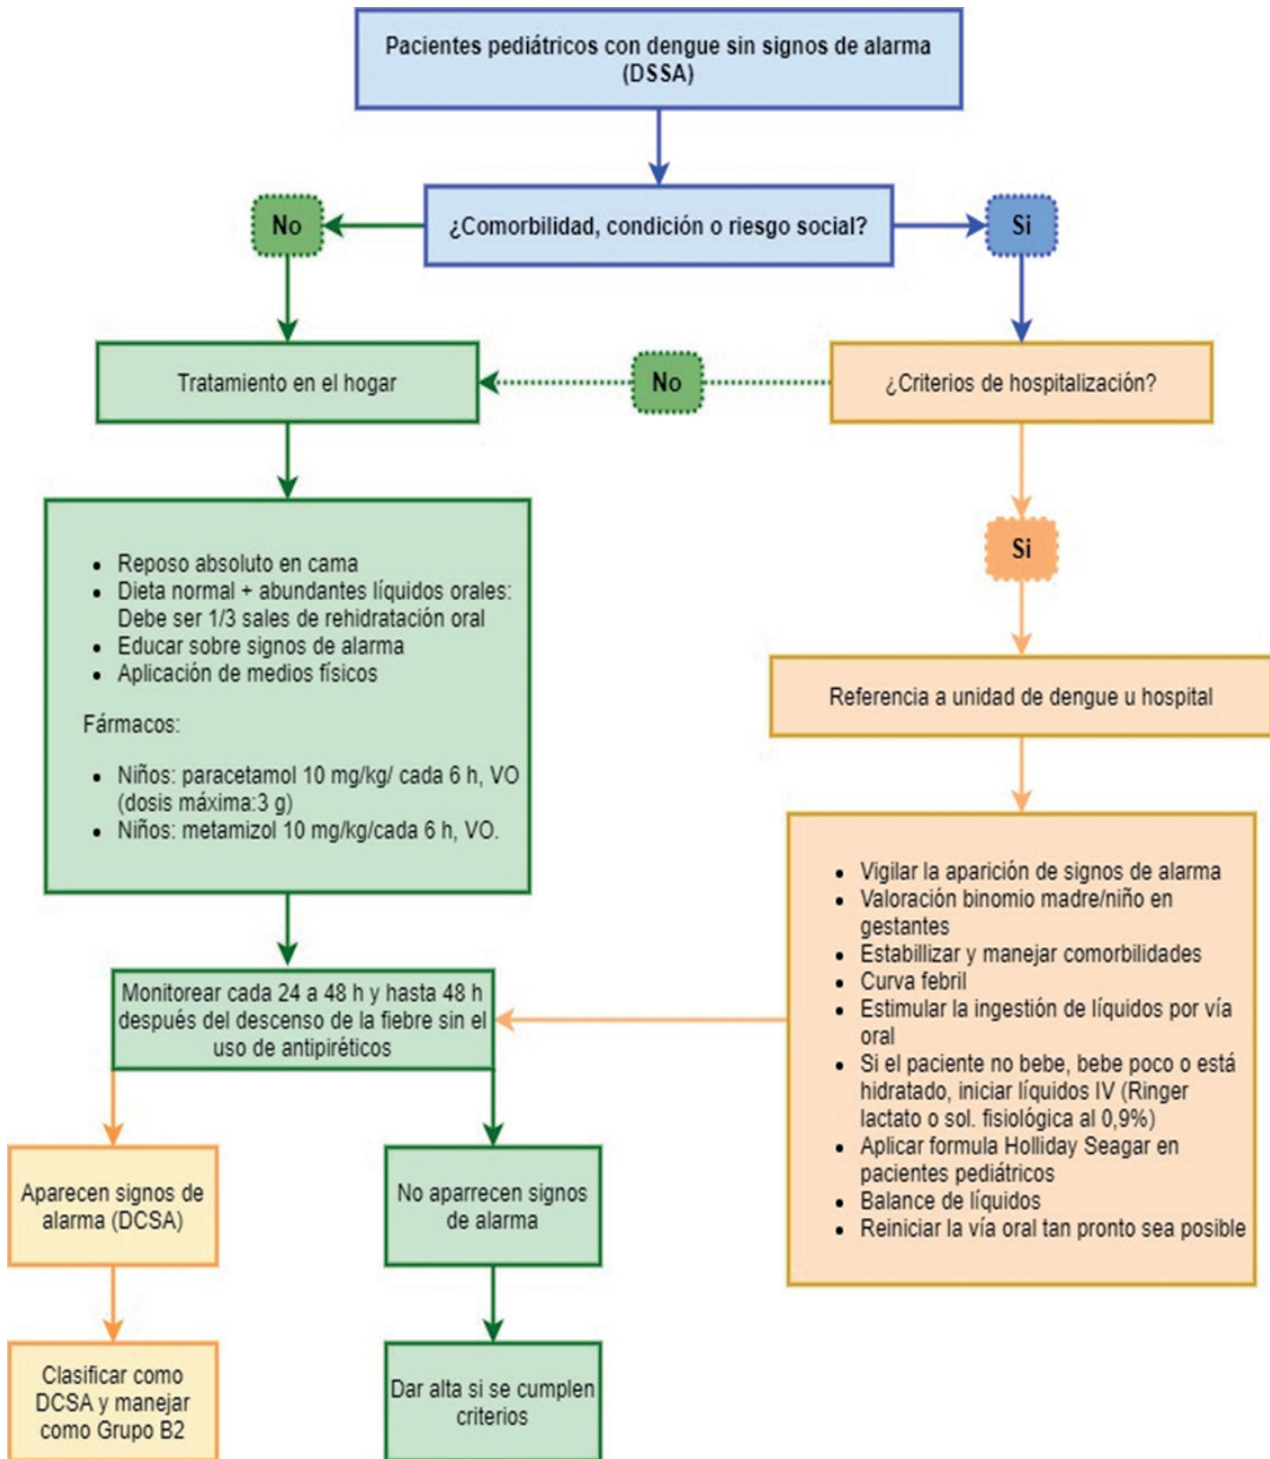 Pacientes pediátricos con dengue sin signos de alarma
(DSSA)
No
¿Comorbilidad, condición o riesgo social?
Si
Tratamiento en el hogar
No
¿Criterios de hospitalización?
• Reposo absoluto en cama
• Dieta normal + abundantes líquidos orales:
Debe ser 1/3 sales de rehidratación oral
• Educar sobre signos de alarma
• Aplicación de medios físicos
Fármacos:
• Niños: paracetamol 10 mg/kg/ cada 6 h, VO
(dosis máxima:3 g)
• Niños: metamizol 10 mg/kg/cada 6 h, VO.
Si
Referencia a unidad de dengue u hospital
• Vigilar la aparición de signos de alarma
• Valoración binomio madre/niño en
gestantes
• Estabillizar y manejar comorbilidades
• Curva febril
• Estimular la ingestión de líquidos por vía
oral
• Si el paciente no bebe, bebe poco o está
hidratado, iniciar líquidos IV (Ringer
lactato o sol. fisiológica al 0,9%)
• Aplicar formula Holliday Seagar en
pacientes pediátricos
• Balance de líquidos
• Reiniciar la vía oral tan pronto sea posible
Monitorear cada 24 a 48 h y hasta 48 h
después del descenso de la fiebre sin el
uso de antipiréticos
Aparecen signos de
alarma (DCSA)
No aparrecen signos
de alarma
Clasificar como
DCSA y manejar
como Grupo B2
Dar alta si se cumplen
criterios